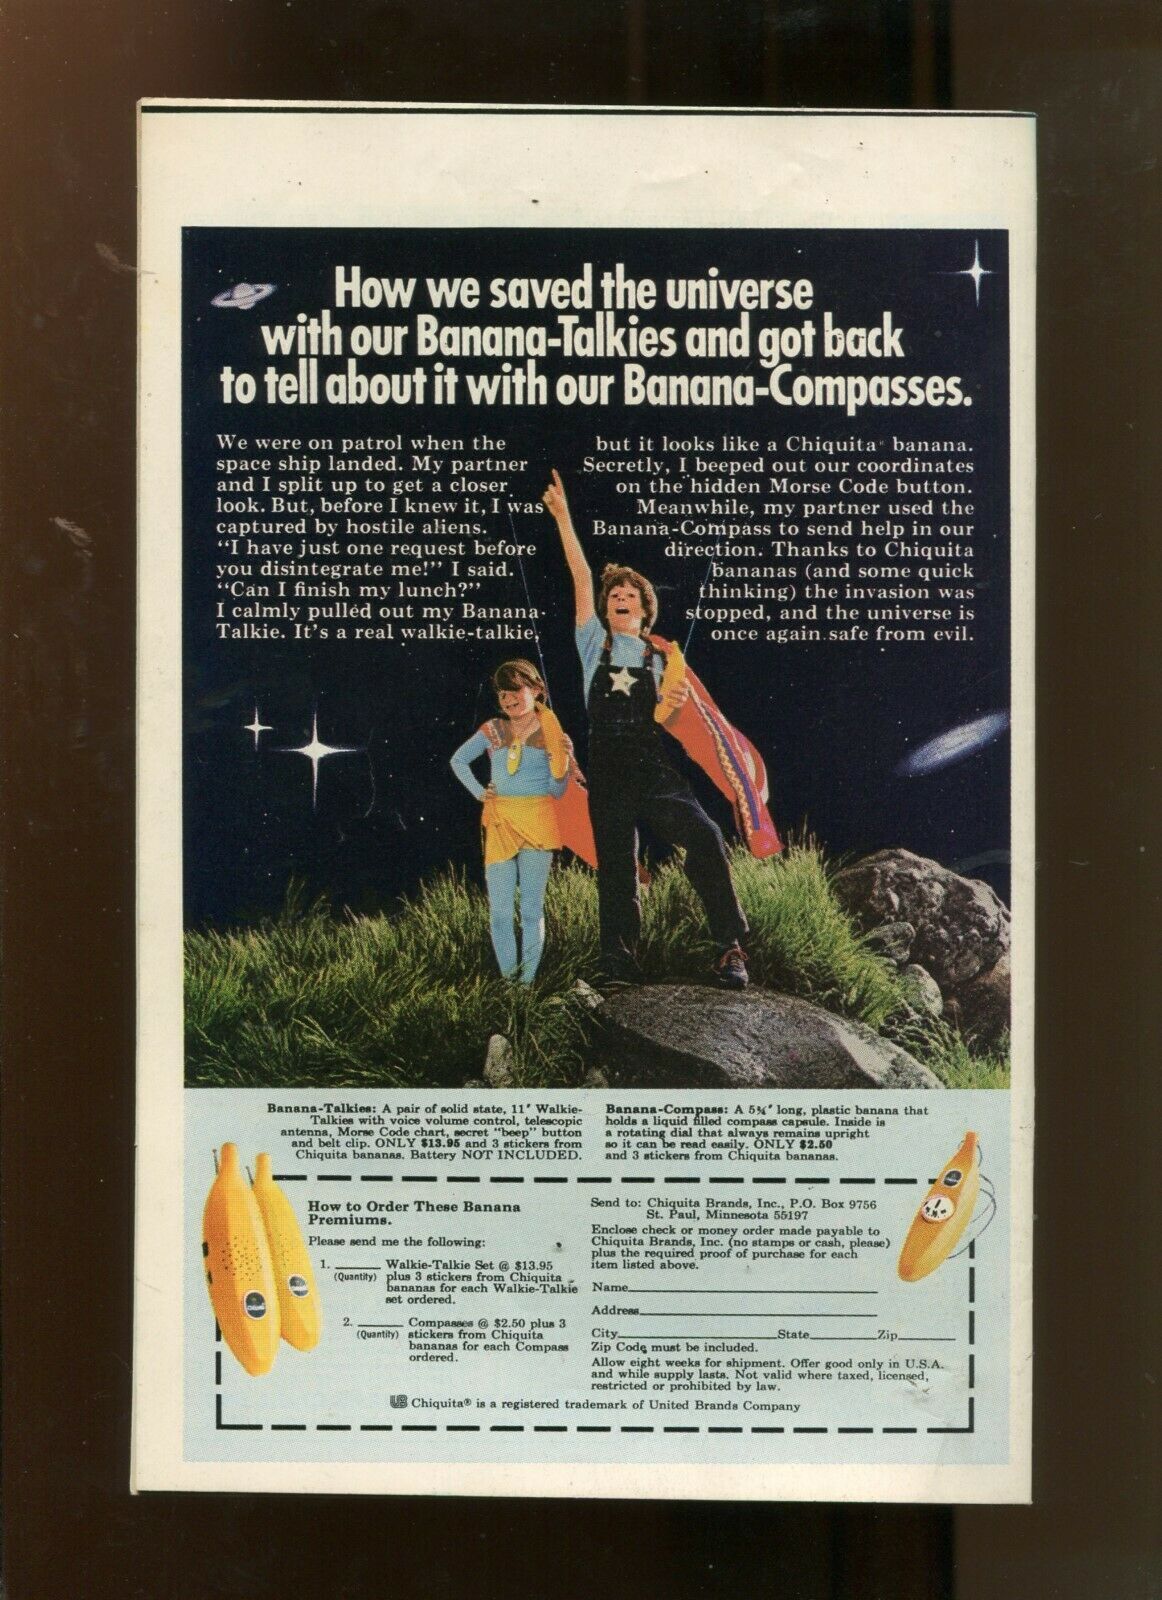 How we saved the universe
with our Banana-Talkies and got back
to tell about it with our Banana-Compasses.
We were on patrol when the
space ship landed. My partner
and I split up to get a closer
look. But, before I knew it, I was
captured by hostile aliens.
"I have just one request before
you disintegrate me!" I said.
"Can I finish my lunch?"
I calmly pulled out my Banana-
Talkie. It's a real walkie-talkie,
but it looks like a Chiquita® banana.
Secretly, I beeped out our coordinates
on the hidden Morse Code button.
Meanwhile, my partner used the
Banana-Compass to send help in our
direction. Thanks to Chiquita
bananas (and some quick
thinking) the invasion was
stopped, and the universe is
once again safe from evil.
Banana-Talkies: A pair of solid state, 11" Walkie-
Talkies with voice volume control, telescopic
antenna, Morse Code chart, secret "beep" button
and belt clip. ONLY $13.95 and 3 stickers from
Chiquita bananas. Battery NOT INCLUDED.
Banana-Compass: A 5¾" long, plastic banana that
holds a liquid filled compass capsule. Inside is
a rotating dial that always remains upright
so it can be read easily. ONLY $2.50
and 3 stickers from Chiquita bananas.
How to Order These Banana
Premiums.
Please send me the following:
1. ______ Walkie-Talkie Set @ $13.95
(Quantity) plus 3 stickers from Chiquita
bananas for each Walkie-Talkie
set ordered.
2. ______ Compasses @ $2.50 plus 3
(Quantity) stickers from Chiquita
bananas for each Compass
ordered.
Send to: Chiquita Brands, Inc., P.O. Box 9756
St. Paul, Minnesota 55197
Enclose check or money order made payable to
Chiquita Brands, Inc. (no stamps or cash, please)
plus the required proof of purchase for each
item listed above.
Name
Address
City State Zip
Zip Code must be included.
Allow eight weeks for shipment. Offer good only in U.S.A.
and while supply lasts. Not valid where taxed, licensed,
restricted or prohibited by law.
UB Chiquita® is a registered trademark of United Brands Company